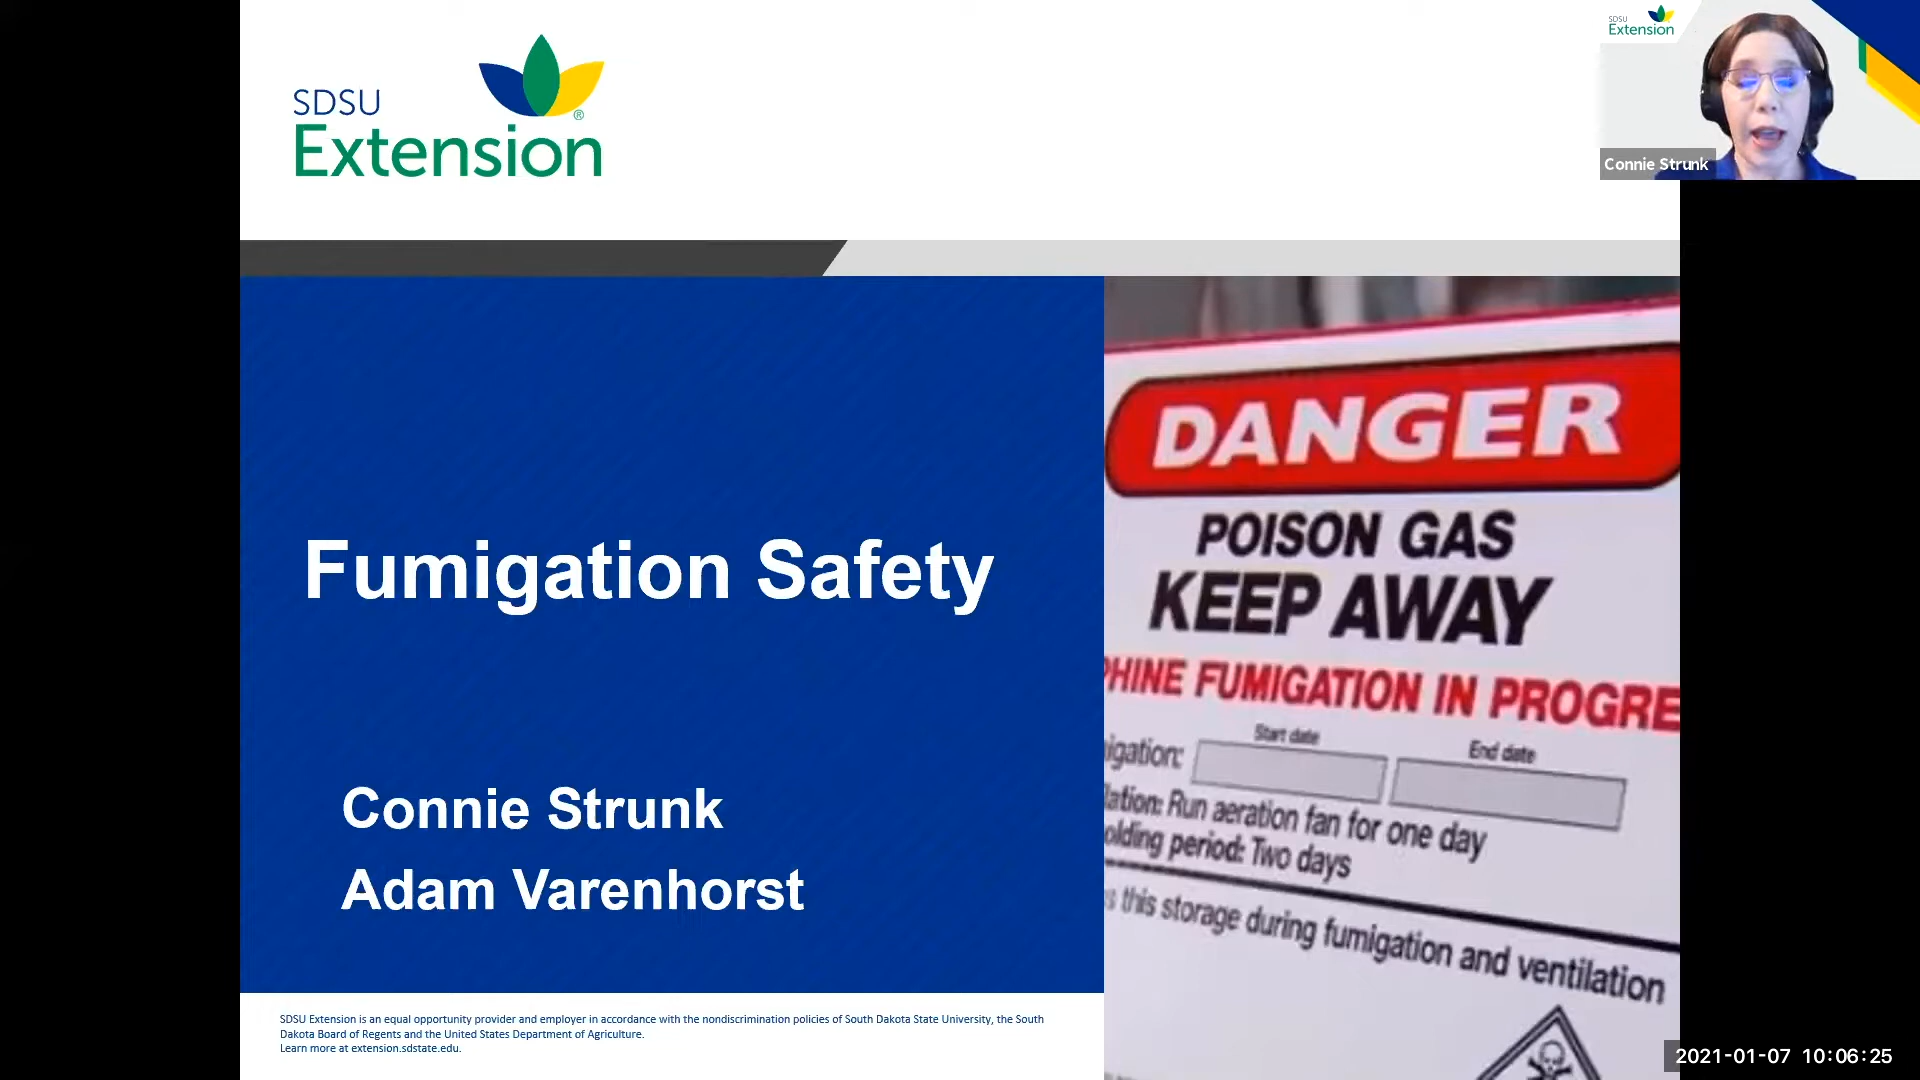 SDSU
Extension
SDSU
Extension
Connie Strunk
Fumigation Safety
Connie Strunk
Adam Varenhorst
DANGER
POISON GAS
KEEP AWAY
PHINE FUMIGATION IN PROGRE
Start date
End date
igation:
lation: Run aeration fan for one day
olding period: Two days
this storage during fumigation and ventilation
SDSU Extension is an equal opportunity provider and employer in accordance with the nondiscrimination policies of South Dakota State University, the South
Dakota Board of Regents and the United States Department of Agriculture.
Learn more at extension.sdstate.edu.
2021-01-07 10:06:25